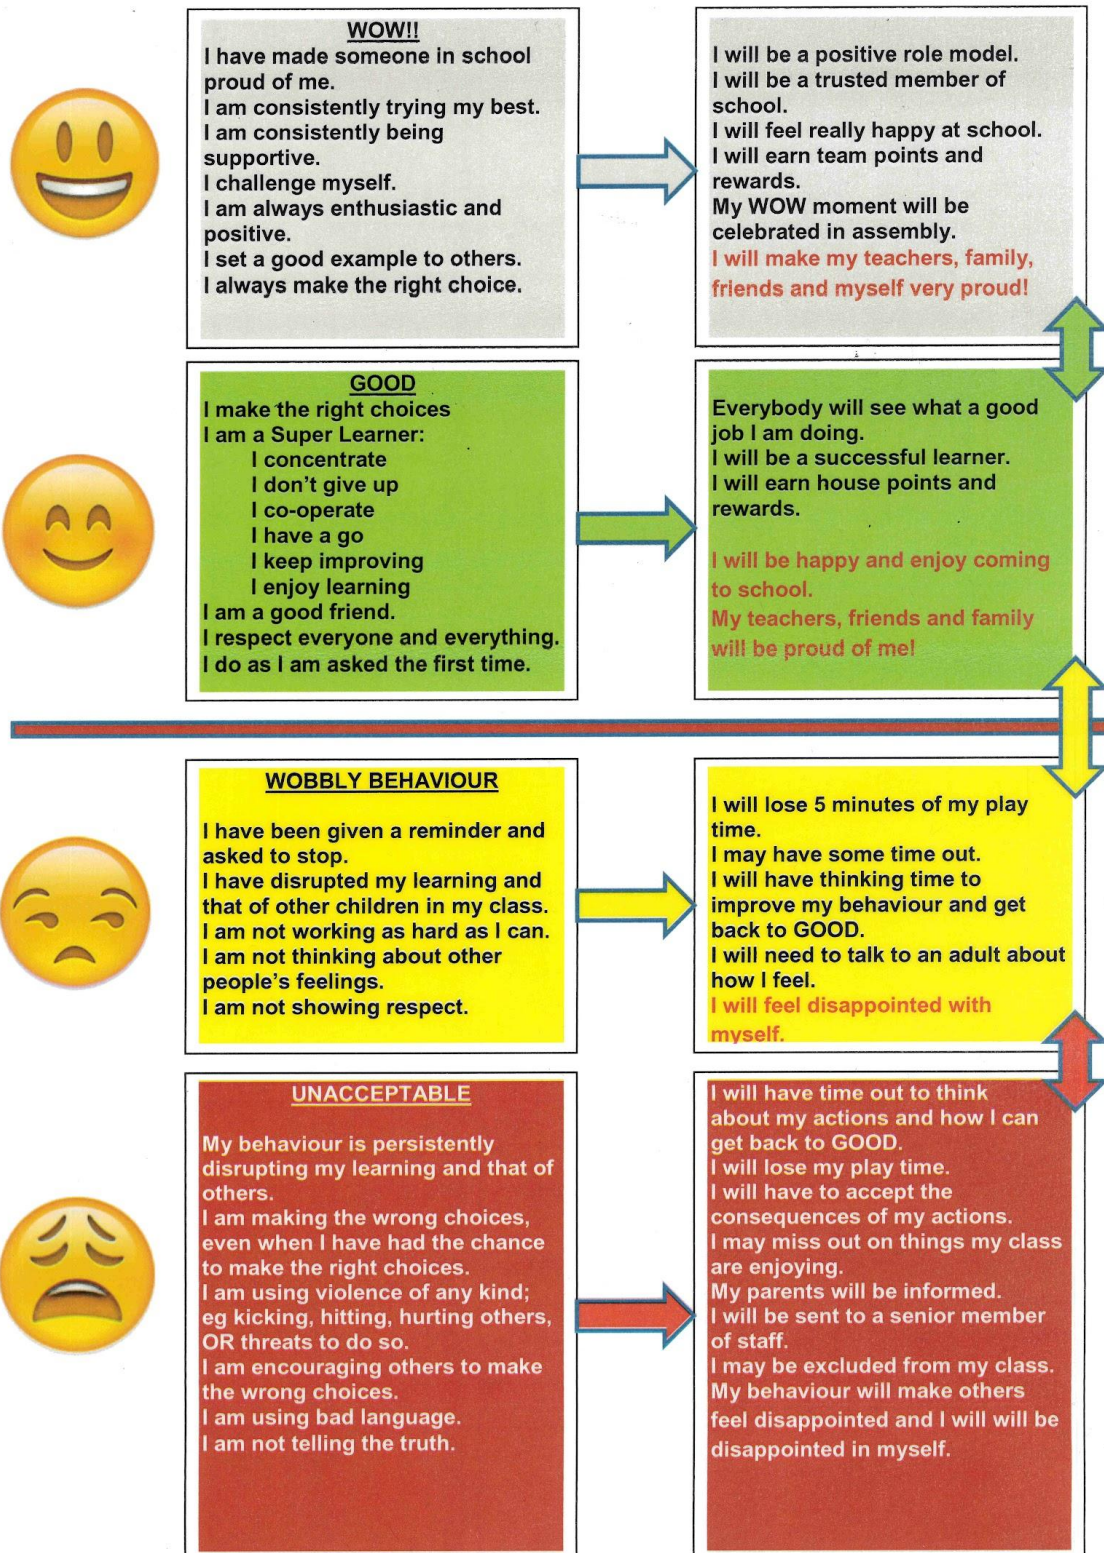 WOW!!
I have made someone in school
proud of me.
I am consistently trying my best.
I am consistently being
supportive.
I challenge myself.
I am always enthusiastic and
positive.
I set a good example to others.
I always make the right choice.
I will be a positive role model.
I will be a trusted member of
school.
I will feel really happy at school.
I will earn team points and
rewards.
My WOW moment will be
celebrated in assembly.
I will make my teachers, family,
friends and myself very proud!
GOOD
I make the right choices
I am a Super Learner:
I concentrate
I don't give up
I co-operate
I have a go
I keep improving
I enjoy learning
I am a good friend.
I respect everyone and everything.
I do as I am asked the first time.
Everybody will see what a good
job I am doing.
I will be a successful learner.
I will earn house points and
rewards.
I will be happy and enjoy coming
to school.
My teachers, friends and family
will be proud of me!
WOBBLY BEHAVIOUR
I have been given a reminder and
asked to stop.
I have disrupted my learning and
that of other children in my class.
I am not working as hard as I can.
I am not thinking about other
people's feelings.
I am not showing respect.
I will lose 5 minutes of my play
time.
I may have some time out.
I will have thinking time to
improve my behaviour and get
back to GOOD.
I will need to talk to an adult about
how I feel.
I will feel disappointed with
myself.
UNACCEPTABLE
My behaviour is persistently
disrupting my learning and that of
others.
I am making the wrong choices,
even when I have had the chance
to make the right choices.
I am using violence of any kind;
eg kicking, hitting, hurting others,
OR threats to do so.
I am encouraging others to make
the wrong choices.
I am using bad language.
I am not telling the truth.
I will have time out to think
about my actions and how I can
get back to GOOD.
I will lose my play time.
I will have to accept the
consequences of my actions.
I may miss out on things my class
are enjoying.
My parents will be informed.
I will be sent to a senior member
of staff.
I may be excluded from my class.
My behaviour will make others
feel disappointed and I will will be
disappointed in myself.